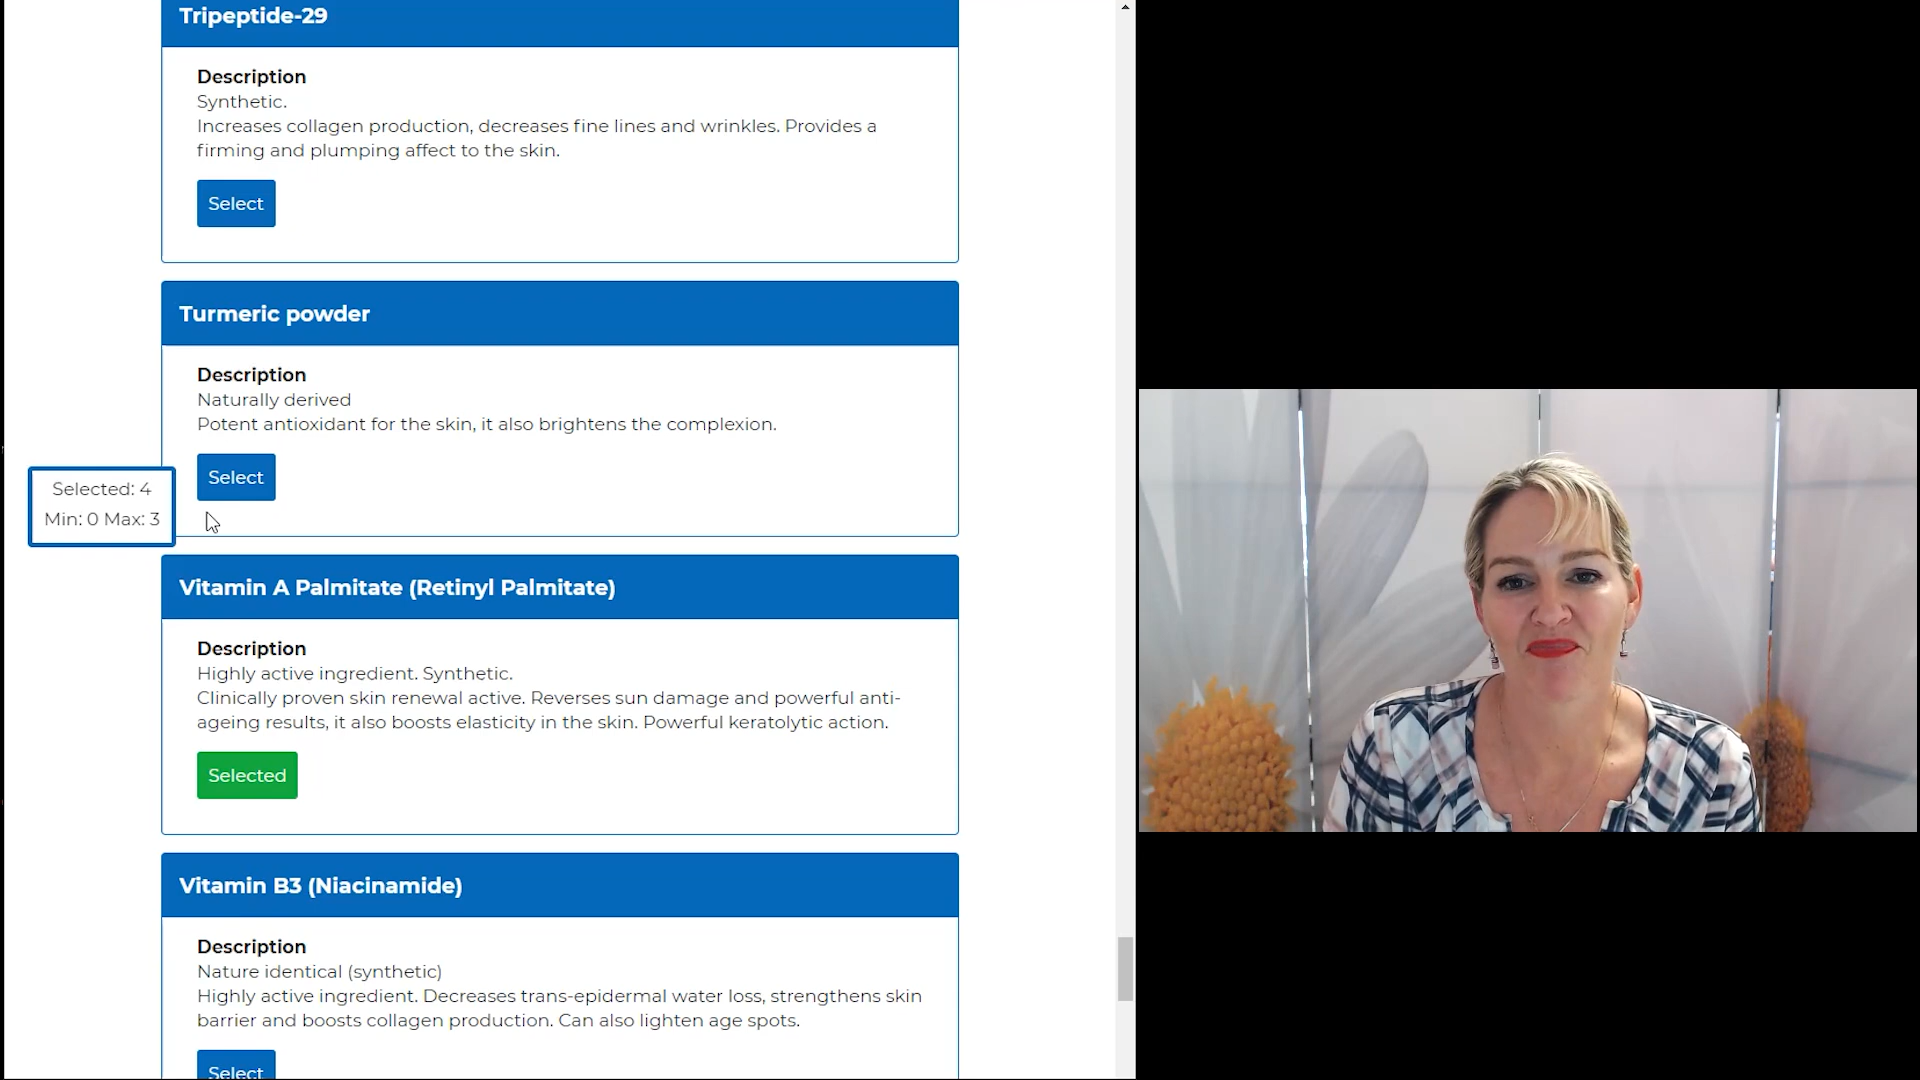 Tripeptide-29
Description
Synthetic.
Increases collagen production, decreases fine lines and wrinkles. Provides a
firming and plumping affect to the skin.
Select
Turmeric powder
Description
Naturally derived
Potent antioxidant for the skin, it also brightens the complexion.
Select
Selected: 4
Min: 0 Max: 3
Vitamin A Palmitate (Retinyl Palmitate)
Description
Highly active ingredient. Synthetic.
Clinically proven skin renewal active. Reverses sun damage and powerful anti-
ageing results, it also boosts elasticity in the skin. Powerful keratolytic action.
Selected
Vitamin B3 (Niacinamide)
Description
Nature identical (synthetic)
Highly active ingredient. Decreases trans-epidermal water loss, strengthens skin
barrier and boosts collagen production. Can also lighten age spots.
Select